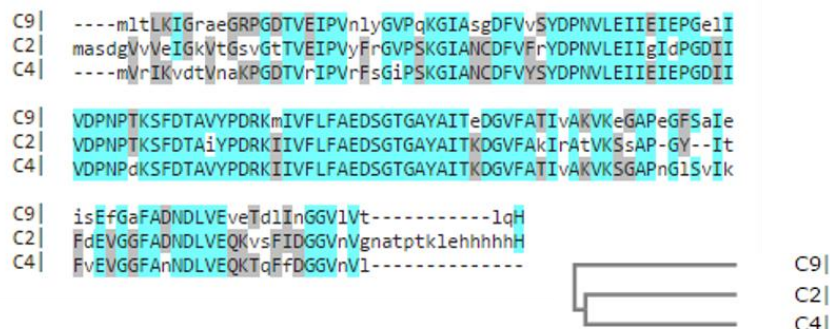 C9| ----mltLKIGraeGRPGDTVEIPVnlyGVPqKGIAsgDFVvSYDPNVLEIIEIEPGelI
C2| masdgVvVeIGkVtGsvGtTVEIPVyFrGVPSKGIANCDFVFrYDPNVLEIIgIdPGDII
C4| ----mVrIKvdtVnaKPGDTVrIPVrFsGiPSKGIANCDFVYSYDPNVLEIIEIEPGDII
C9| VDPNPTKSFDTAVYPDRKmIVFLFAEDSGTGAYAITeDGVFATIvAKVKeGAPeGFSaIe
C2| VDPNPTKSFDTAiYPDRKIIVFLFAEDSGTGAYAITKDGVFAkIrAtVKSsAP-GY--It
C4| VDPNPdKSFDTAVYPDRKIIVFLFAEDSGTGAYAITKDGVFATIvAKVKSGAPnGlSvIk
C9| isEfGaFADNDLVEveTdlInGGVlVt-----------lqH
C2| FdEVGGFADNDLVEQKvsFIDGGVnVgnatptklehhhhhH
C4| FvEVGGFAnNDLVEQKTqFfDGGVnVl--------------
C9|
C2|
C4|